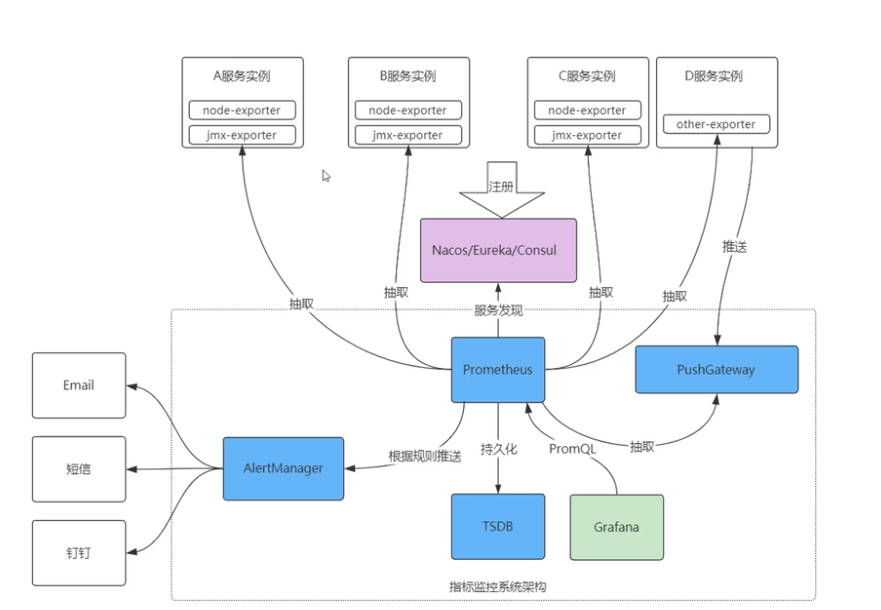 A服务实例
node-exporter
jmx-exporter
B服务实例
node-exporter
jmx-exporter
C服务实例
node-exporter
jmx-exporter
D服务实例
other-exporter
注册
Nacos/Eureka/Consul
推送
抽取
抽取
服务发现
抽取
抽取
Prometheus
PushGateway
Email
短信
钉钉
AlertManager
根据规则推送
持久化
PromQL
抽取
TSDB
Grafana
指标监控系统架构